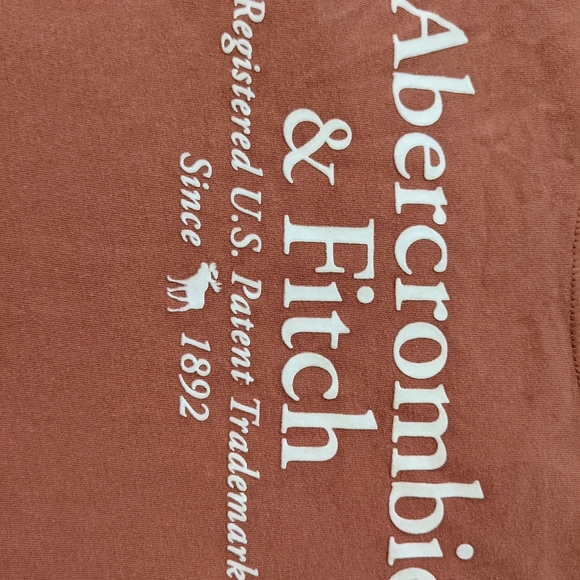 Abercrombie
& Fitch
Registered U.S. Patent Trademark
Since 1892